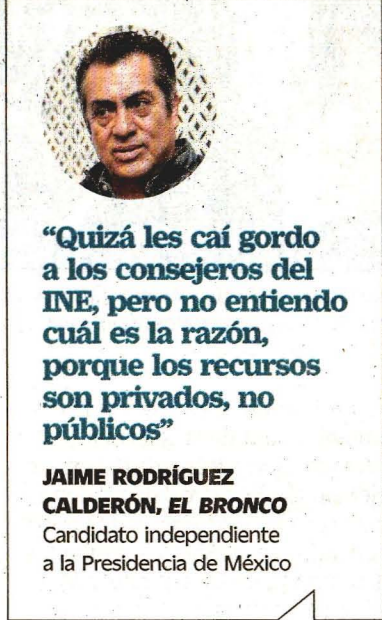 “Quizá les caí gordo
a los consejeros del
INE, pero no entiendo
cuál es la razón,
porque los recursos
son privados, no
públicos”
JAIME RODRÍGUEZ
CALDERÓN, EL BRONCO
Candidato independiente
a la Presidencia de México